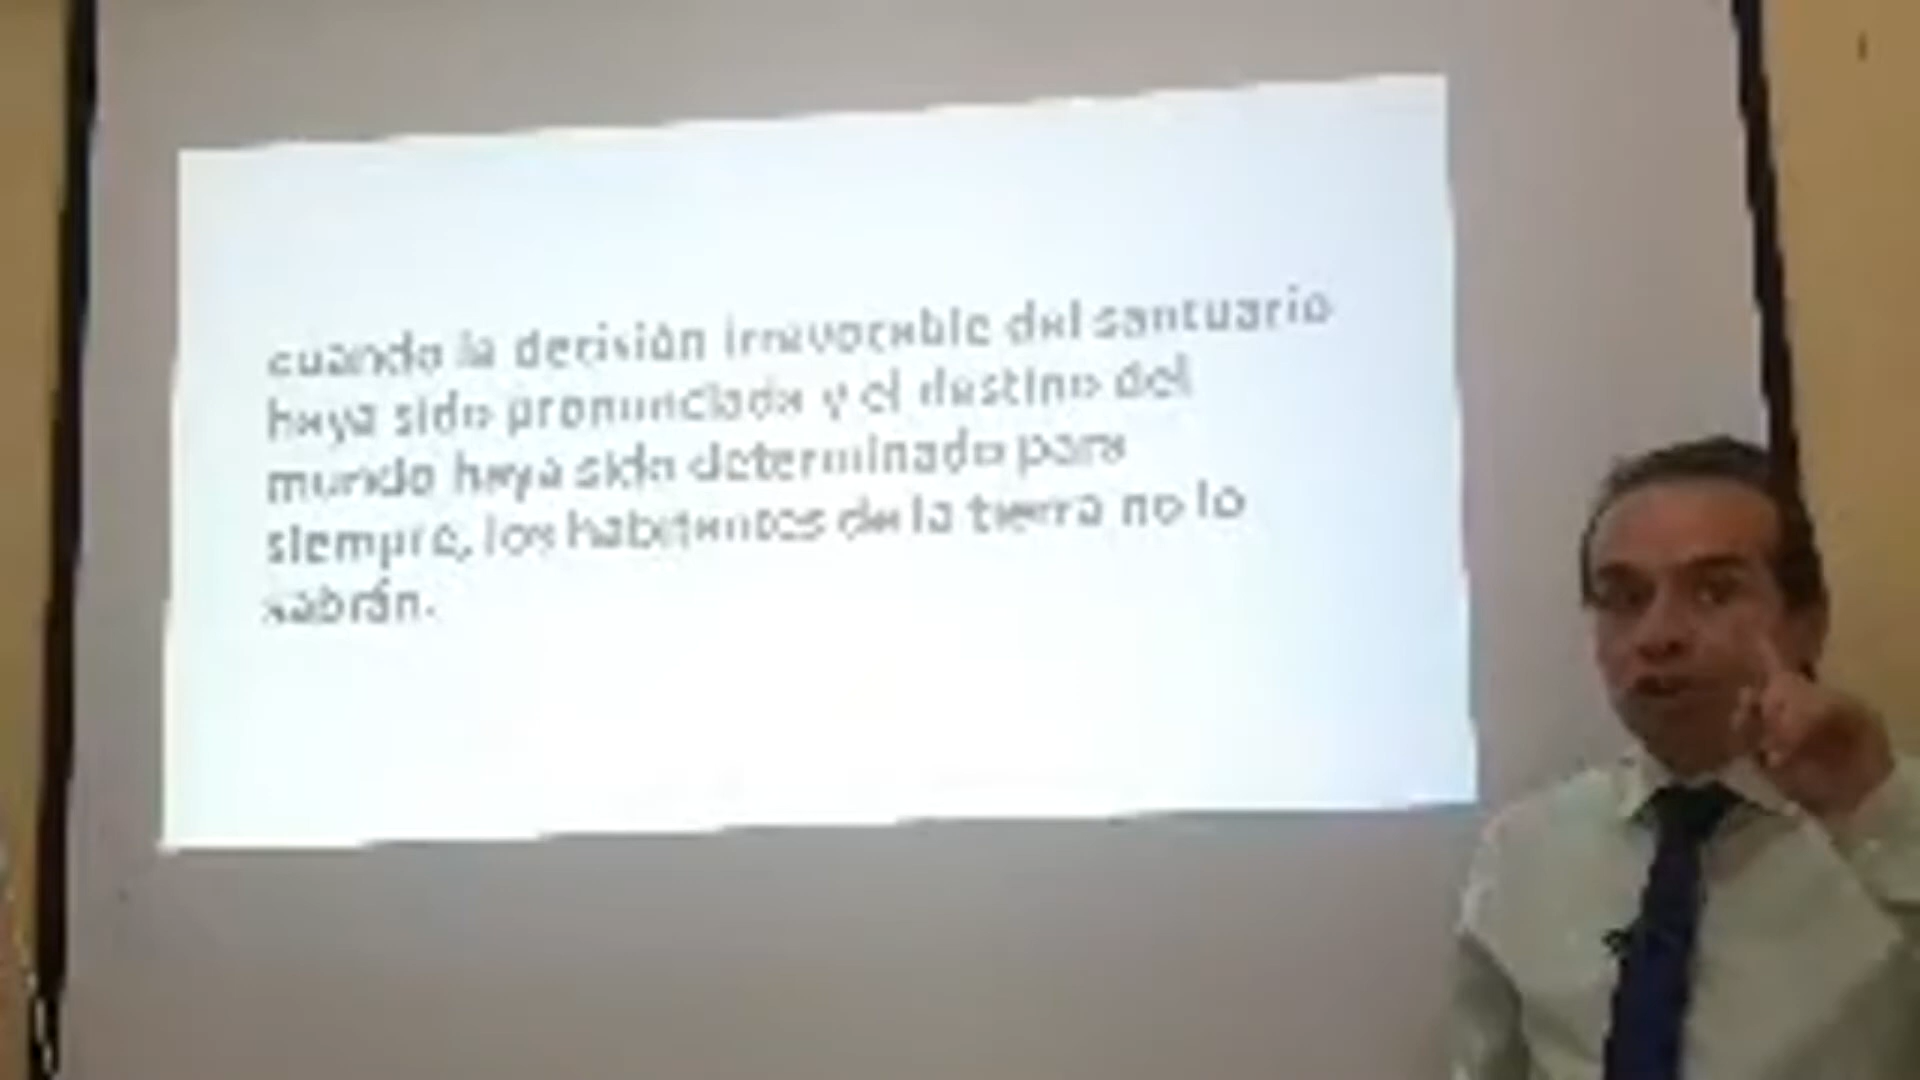 cuando la decisión irrevocable del santuario
haya sido pronunciada y el destino del
mundo haya sido determinado para
siempre, los habitantes de la tierra no lo
sabrán.